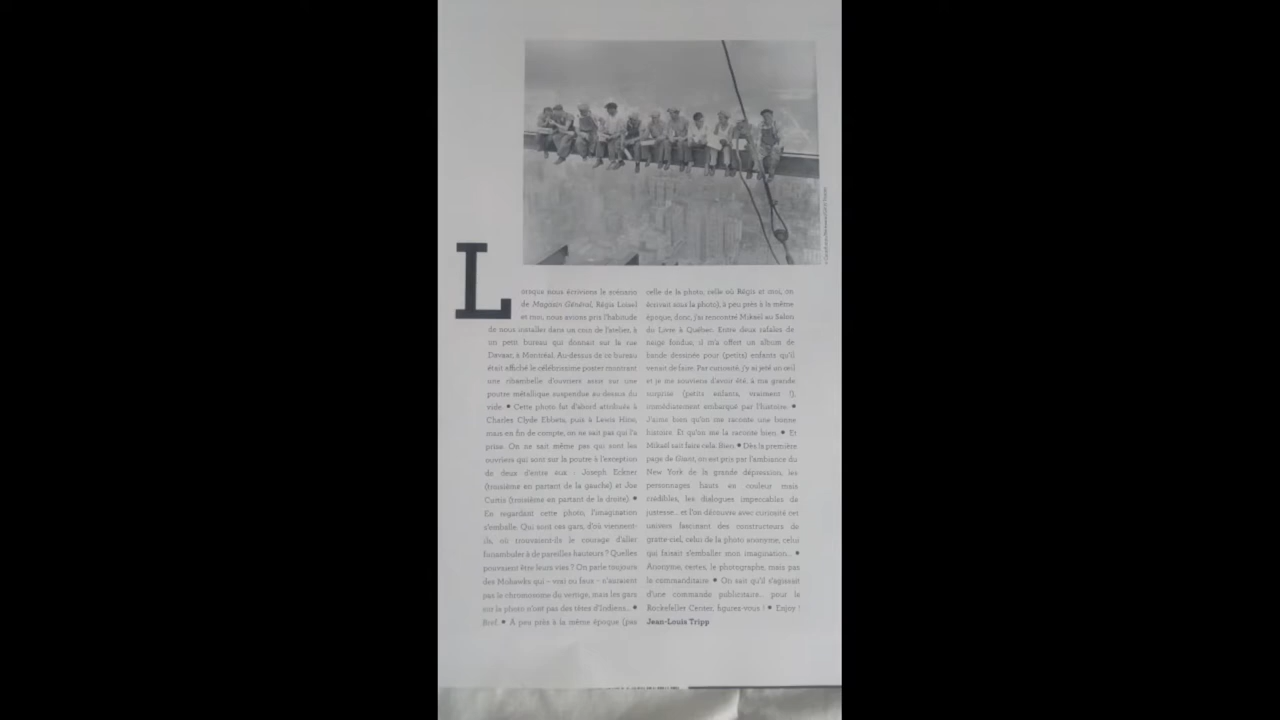 Lorsque nous écrivions le scénario
de Magasin Général, Régis Loisel
et moi, nous avions pris l'habitude
de nous installer dans un coin de l'atelier, à
un petit bureau qui donnait sur la rue
Davaar, à Montréal. Au-dessus de ce bureau
était affiché le célébrissime poster montrant
une ribambelle d'ouvriers assis sur une
poutre métallique suspendue au-dessus du
vide. • Cette photo fut d'abord attribuée à
Charles Clyde Ebbets, puis à Lewis Hine,
mais en fin de compte, on ne sait pas qui l'a
prise. On ne sait même pas qui sont les
ouvriers qui sont sur la poutre à l'exception
de deux d'entre eux : Joseph Eckner
(troisième en partant de la gauche) et Joe
Curtis (troisième en partant de la droite). •
En regardant cette photo, l'imagination
s'emballe. Qui sont ces gars, d'où viennent-
ils, où trouvaient-ils le courage d'aller
funambuler à de pareilles hauteurs ? Quelles
pouvaient être leurs vies ? On parle toujours
des Mohawks qui – vrai ou faux – n'auraient
pas le chromosome du vertige, mais les gars
sur la photo n'ont pas des têtes d'Indiens... •
Bref. • À peu près à la même époque (pas
celle de la photo, celle où Régis et moi, on
écrivait sous la photo), à peu près à la même
époque, donc, j'ai rencontré Mikaël au Salon
du Livre à Québec. Entre deux rafales de
neige fondue, il m'a offert un album de
bande dessinée pour (petits) enfants qu'il
venait de faire. Par curiosité, j'y ai jeté un œil
et je me souviens d'avoir été, à ma grande
surprise (petits enfants, vraiment ?),
immédiatement embarqué par l'histoire. •
J'aime bien qu'on me raconte une bonne
histoire. Et qu'on me la raconte bien. • Et
Mikaël sait faire cela. Bien. • Dès la première
page de Giant, on est pris par l'ambiance du
New York de la grande dépression, les
personnages hauts en couleur mais
crédibles, les dialogues impeccables de
justesse... et l'on découvre avec curiosité cet
univers fascinant des constructeurs de
gratte-ciel, celui de la photo anonyme, celui
qui faisait s'emballer mon imagination... •
Anonyme, certes, le photographe, mais pas
le commanditaire. • On sait qu'il s'agissait
d'une commande publicitaire... pour le
Rockefeller Center, figurez-vous ! • Enjoy !
Jean-Louis Tripp